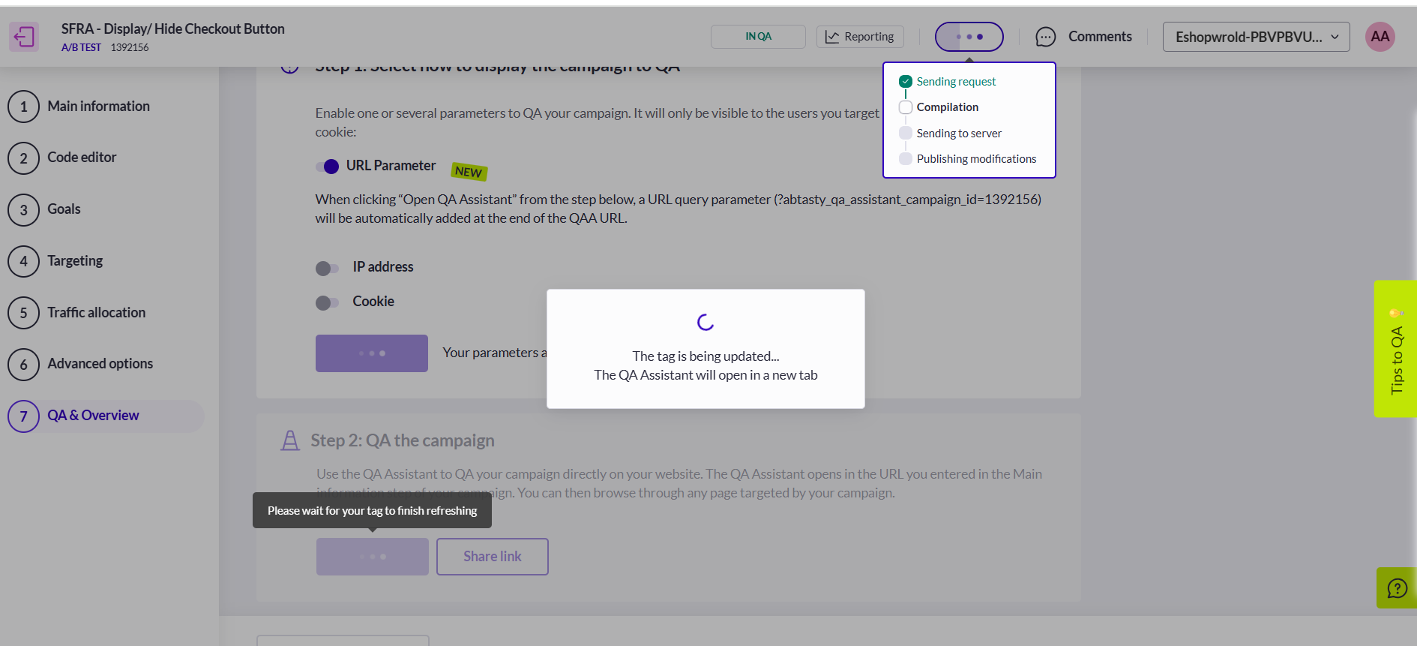 SFRA - Display/ Hide Checkout Button
A/B TEST 1392156
IN QA
Reporting
Comments
Eshopwrold-PBVPBVU...
AA
Sending request
Compilation
Sending to server
Publishing modifications
1 Main information
2 Code editor
3 Goals
4 Targeting
5 Traffic allocation
6 Advanced options
7 QA & Overview
Step 1: Select how to display the campaign to QA
Enable one or several parameters to QA your campaign. It will only be visible to the users you target
cookie:
URL Parameter NEW
When clicking “Open QA Assistant” from the step below, a URL query parameter (?abtasty_qa_assistant_campaign_id=1392156)
will be automatically added at the end of the QAA URL.
IP address
Cookie
Your parameters a
The tag is being updated...
The QA Assistant will open in a new tab
Step 2: QA the campaign
Use the QA Assistant to QA your campaign directly on your website. The QA Assistant opens in the URL you entered in the Main
information step of your campaign. You can then browse through any page targeted by your campaign.
Please wait for your tag to finish refreshing
Share link
Tips to QA